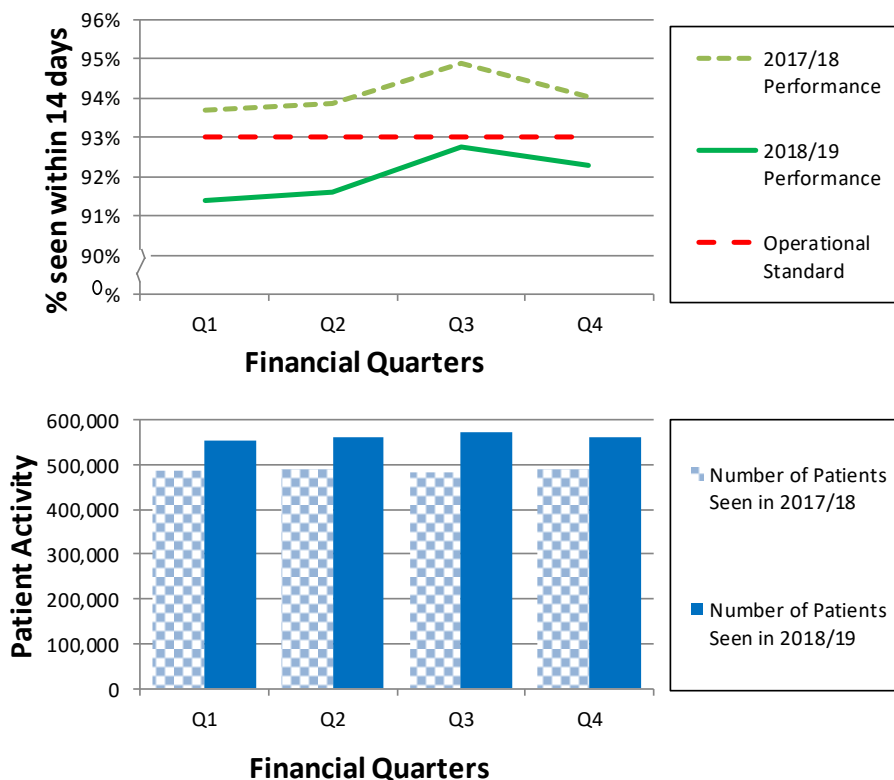 96%
95%
94%
93%
92%
91%
90%
0%
% seen within 14 days
Q1 Q2 Q3 Q4
Financial Quarters
2017/18
Performance
2018/19
Performance
Operational
Standard
600,000
500,000
400,000
300,000
200,000
100,000
0
Patient Activity
Q1 Q2 Q3 Q4
Financial Quarters
Number of Patients
Seen in 2017/18
Number of Patients
Seen in 2018/19